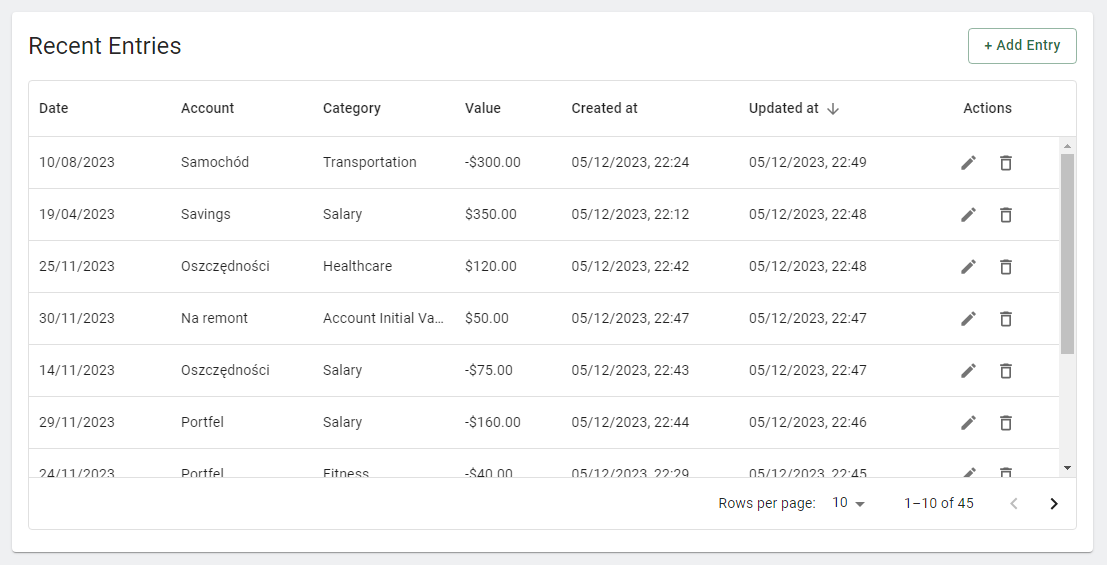 Recent Entries
+ Add Entry
Date Account Category Value Created at Updated at Actions
10/08/2023 Samochód Transportation -$300.00 05/12/2023, 22:24 05/12/2023, 22:49
19/04/2023 Savings Salary $350.00 05/12/2023, 22:12 05/12/2023, 22:48
25/11/2023 Oszczędności Healthcare $120.00 05/12/2023, 22:42 05/12/2023, 22:48
30/11/2023 Na remont Account Initial Va... $50.00 05/12/2023, 22:47 05/12/2023, 22:47
14/11/2023 Oszczędności Salary -$75.00 05/12/2023, 22:43 05/12/2023, 22:47
29/11/2023 Portfel Salary -$160.00 05/12/2023, 22:44 05/12/2023, 22:46
24/11/2023 Portfel Fitness -$40.00 05/12/2023, 22:29 05/12/2023, 22:45
Rows per page: 10 1–10 of 45